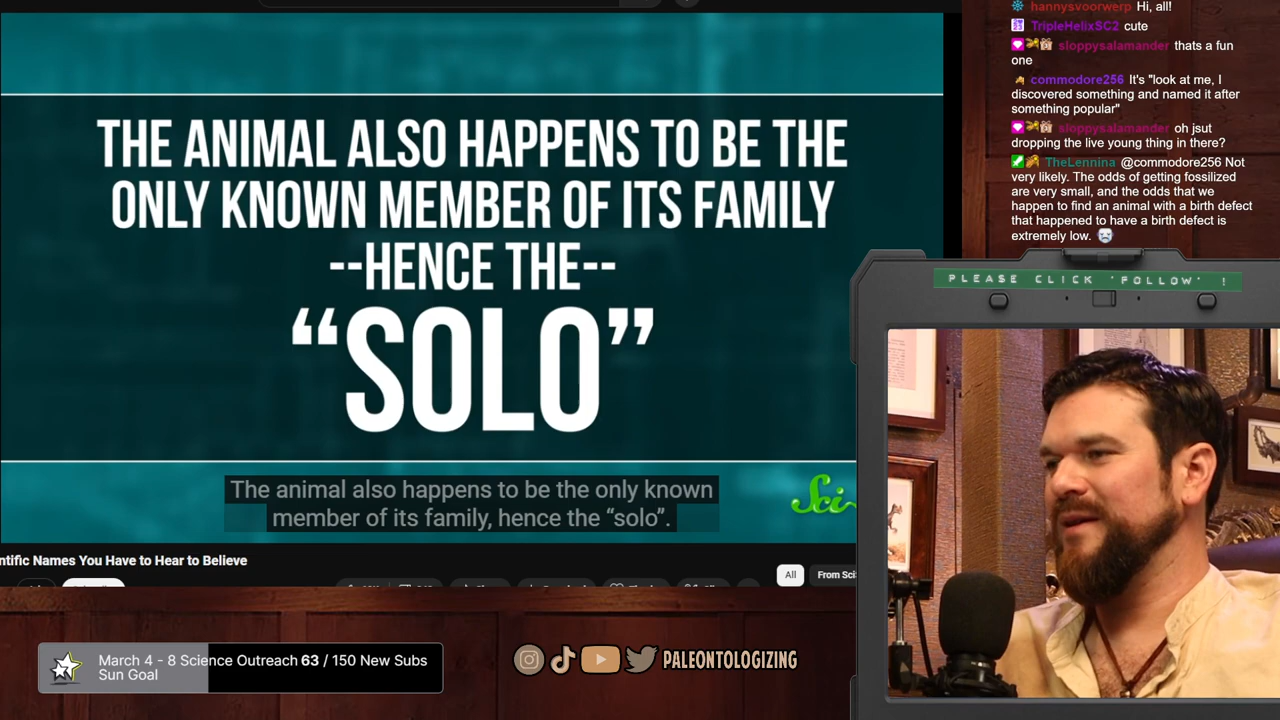 THE ANIMAL ALSO HAPPENS TO BE THE
ONLY KNOWN MEMBER OF ITS FAMILY
--HENCE THE--
“SOLO”
The animal also happens to be the only known
member of its family, hence the “solo”.
Sci
ntific Names You Have to Hear to Believe
All
From Sci
hannysvoorwerp Hi, all!
TripleHelixSC2 cute
sloppysalamander thats a fun
one
commodore256 It's "look at me, I
discovered something and named it after
something popular"
sloppysalamander oh jsut
dropping the live young thing in there?
TheLennina @commodore256 Not
very likely. The odds of getting fossilized
are very small, and the odds that we
happen to find an animal with a birth defect
that happened to have a birth defect is
extremely low.
PLEASE CLICK 'FOLLOW' !
March 4 - 8 Science Outreach 63 / 150 New Subs
Sun Goal
PALEONTOLOGIZING